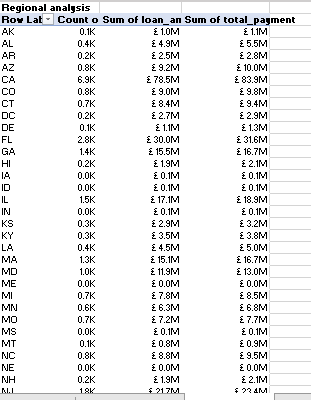 Regional analysis
Row Lab Count o Sum of loan_am Sum of total_payment
AK 0.1K £ 1.0M £ 1.1M
AL 0.4K £ 4.9M £ 5.5M
AR 0.2K £ 2.5M £ 2.8M
AZ 0.8K £ 9.2M £ 10.0M
CA 6.9K £ 78.5M £ 83.9M
CO 0.8K £ 9.0M £ 9.8M
CT 0.7K £ 8.4M £ 9.4M
DC 0.2K £ 2.7M £ 2.9M
DE 0.1K £ 1.1M £ 1.3M
FL 2.8K £ 30.0M £ 31.6M
GA 1.4K £ 15.5M £ 16.7M
HI 0.2K £ 1.9M £ 2.1M
IA 0.0K £ 0.1M £ 0.1M
ID 0.0K £ 0.1M £ 0.1M
IL 1.5K £ 17.1M £ 18.9M
IN 0.0K £ 0.1M £ 0.1M
KS 0.3K £ 2.9M £ 3.2M
KY 0.3K £ 3.5M £ 3.8M
LA 0.4K £ 4.5M £ 5.0M
MA 1.3K £ 15.1M £ 16.7M
MD 1.0K £ 11.9M £ 13.0M
ME 0.0K £ 0.0M £ 0.0M
MI 0.7K £ 7.8M £ 8.5M
MN 0.6K £ 6.3M £ 6.8M
MO 0.7K £ 7.2M £ 7.7M
MS 0.0K £ 0.1M £ 0.1M
MT 0.1K £ 0.8M £ 0.9M
NC 0.8K £ 8.8M £ 9.5M
NE 0.0K £ 0.0M £ 0.0M
NH 0.2K £ 1.9M £ 2.1M
NJ 1.8K £ 21.7M £ 23.4M